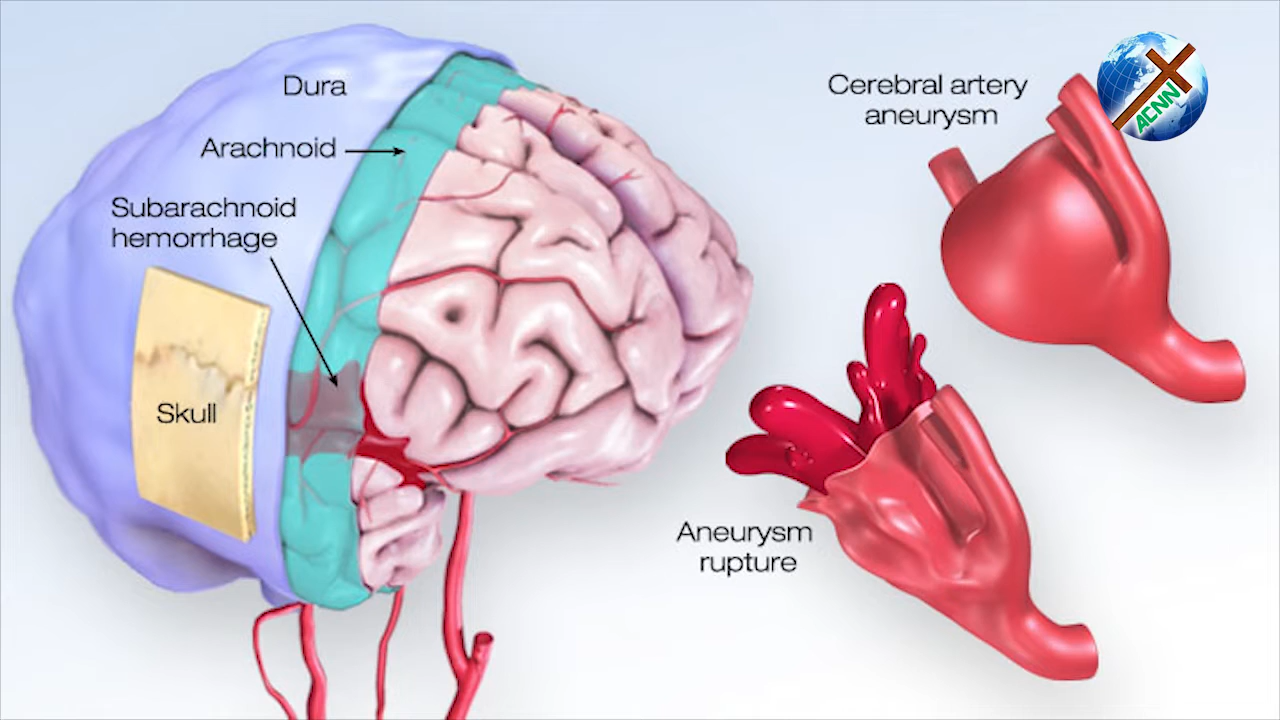 Dura
Arachnoid
Subarachnoid
hemorrhage
Skull
Cerebral artery
aneurysm
Aneurysm
rupture
ACNN